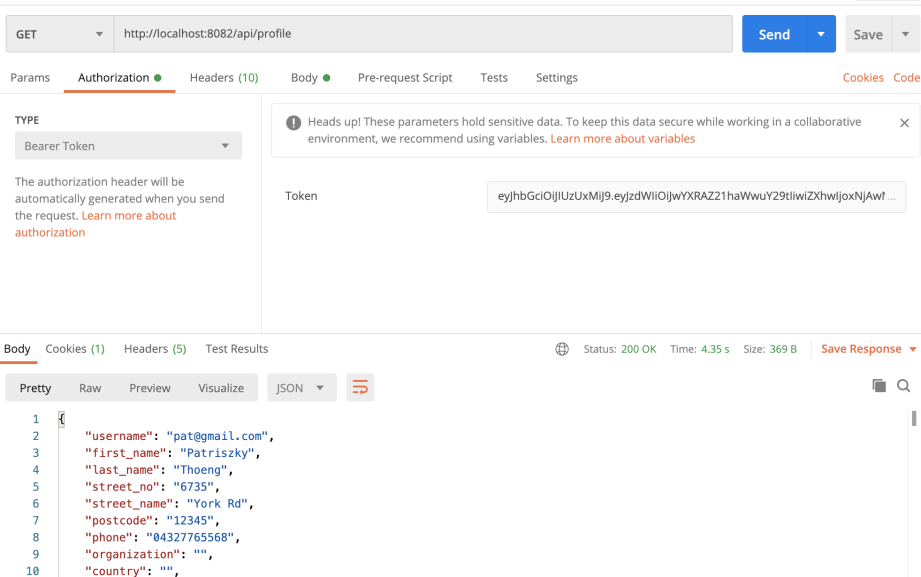 GET
http://localhost:8082/api/profile
Send
Save
Params Authorization Headers (10) Body Pre-request Script Tests Settings Cookies Code
TYPE
Bearer Token
The authorization header will be
automatically generated when you send
the request. Learn more about
authorization
Heads up! These parameters hold sensitive data. To keep this data secure while working in a collaborative
environment, we recommend using variables. Learn more about variables
Token
Body Cookies (1) Headers (5) Test Results Status: 200 OK Time: 4.35 s Size: 369 B Save Response
Pretty Raw Preview Visualize JSON
1 {
2 "username": "pat@gmail.com",
3 "first_name": "Patriszky",
4 "last_name": "Thoeng",
5 "street_no": "6735",
6 "street_name": "York Rd",
7 "postcode": "12345",
8 "phone": "04327765568",
9 "organization": "",
10 "country": "",